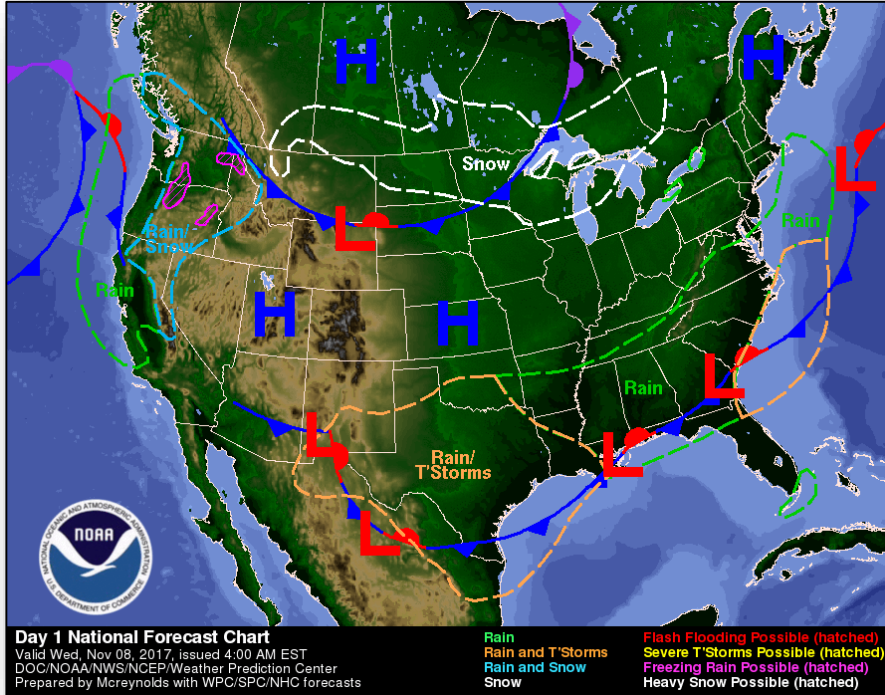 H
H
Snow
L
Rain/
Snow
L
Rain
Rain
H
H
L
Rain
L
Rain/
T'Storms
L
L
NATIONAL OCEANIC AND ATMOSPHERIC ADMINISTRATION
NOAA
U.S. DEPARTMENT OF COMMERCE
Day 1 National Forecast Chart
Valid Wed, Nov 08, 2017, issued 4:00 AM EST
DOC/NOAA/NWS/NCEP/Weather Prediction Center
Prepared by Mcreynolds with WPC/SPC/NHC forecasts
Rain
Rain and T'Storms
Rain and Snow
Snow
Flash Flooding Possible (hatched)
Severe T'Storms Possible (hatched)
Freezing Rain Possible (hatched)
Heavy Snow Possible (hatched)